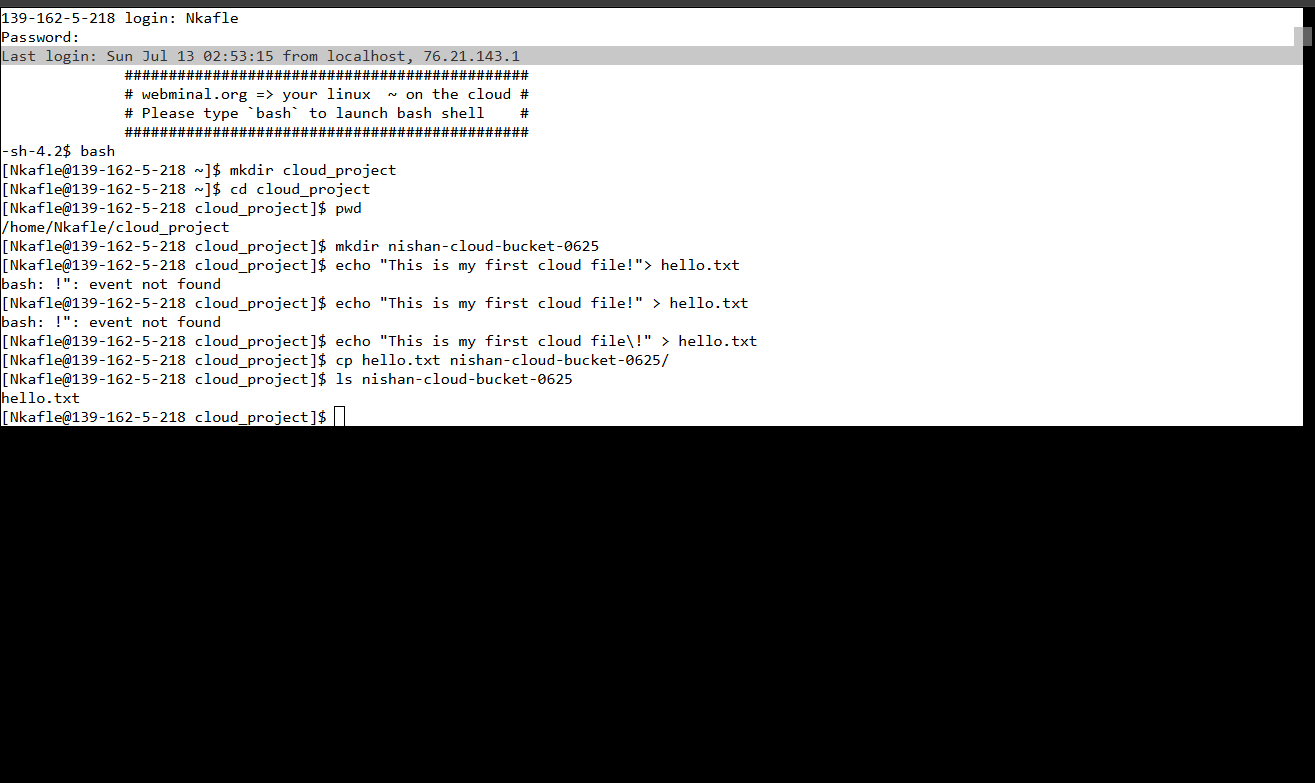 139-162-5-218 login: Nkafle
Password:
Last login: Sun Jul 13 02:53:15 from localhost, 76.21.143.1
##############################################
# webminal.org => your linux  ~ on the cloud #
# Please type `bash` to launch bash shell    #
##############################################
-sh-4.2$ bash
[Nkafle@139-162-5-218 ~]$ mkdir cloud_project
[Nkafle@139-162-5-218 ~]$ cd cloud_project
[Nkafle@139-162-5-218 cloud_project]$ pwd
/home/Nkafle/cloud_project
[Nkafle@139-162-5-218 cloud_project]$ mkdir nishan-cloud-bucket-0625
[Nkafle@139-162-5-218 cloud_project]$ echo "This is my first cloud file!"> hello.txt
bash: !": event not found
[Nkafle@139-162-5-218 cloud_project]$ echo "This is my first cloud file!" > hello.txt
bash: !": event not found
[Nkafle@139-162-5-218 cloud_project]$ echo "This is my first cloud file\!" > hello.txt
[Nkafle@139-162-5-218 cloud_project]$ cp hello.txt nishan-cloud-bucket-0625/
[Nkafle@139-162-5-218 cloud_project]$ ls nishan-cloud-bucket-0625
hello.txt
[Nkafle@139-162-5-218 cloud_project]$